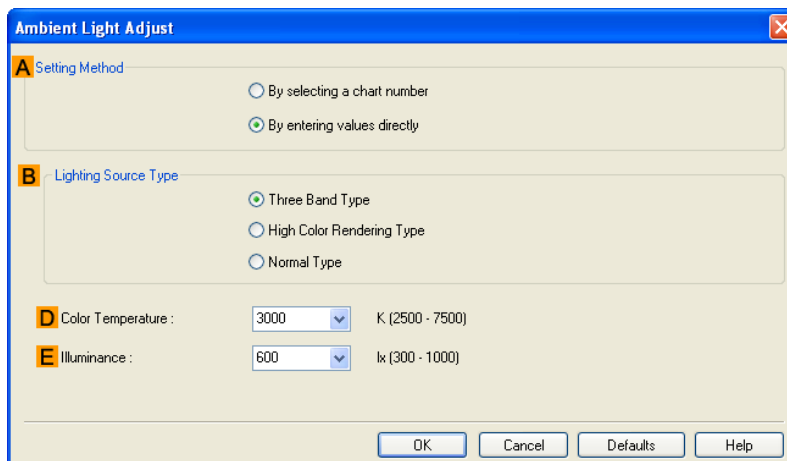 Ambient Light Adjust
A Setting Method
By selecting a chart number
By entering values directly
B Lighting Source Type
Three Band Type
High Color Rendering Type
Normal Type
D Color Temperature : 3000 K (2500 - 7500)
E Illuminance : 600 lx (300 - 1000)
OK Cancel Defaults Help